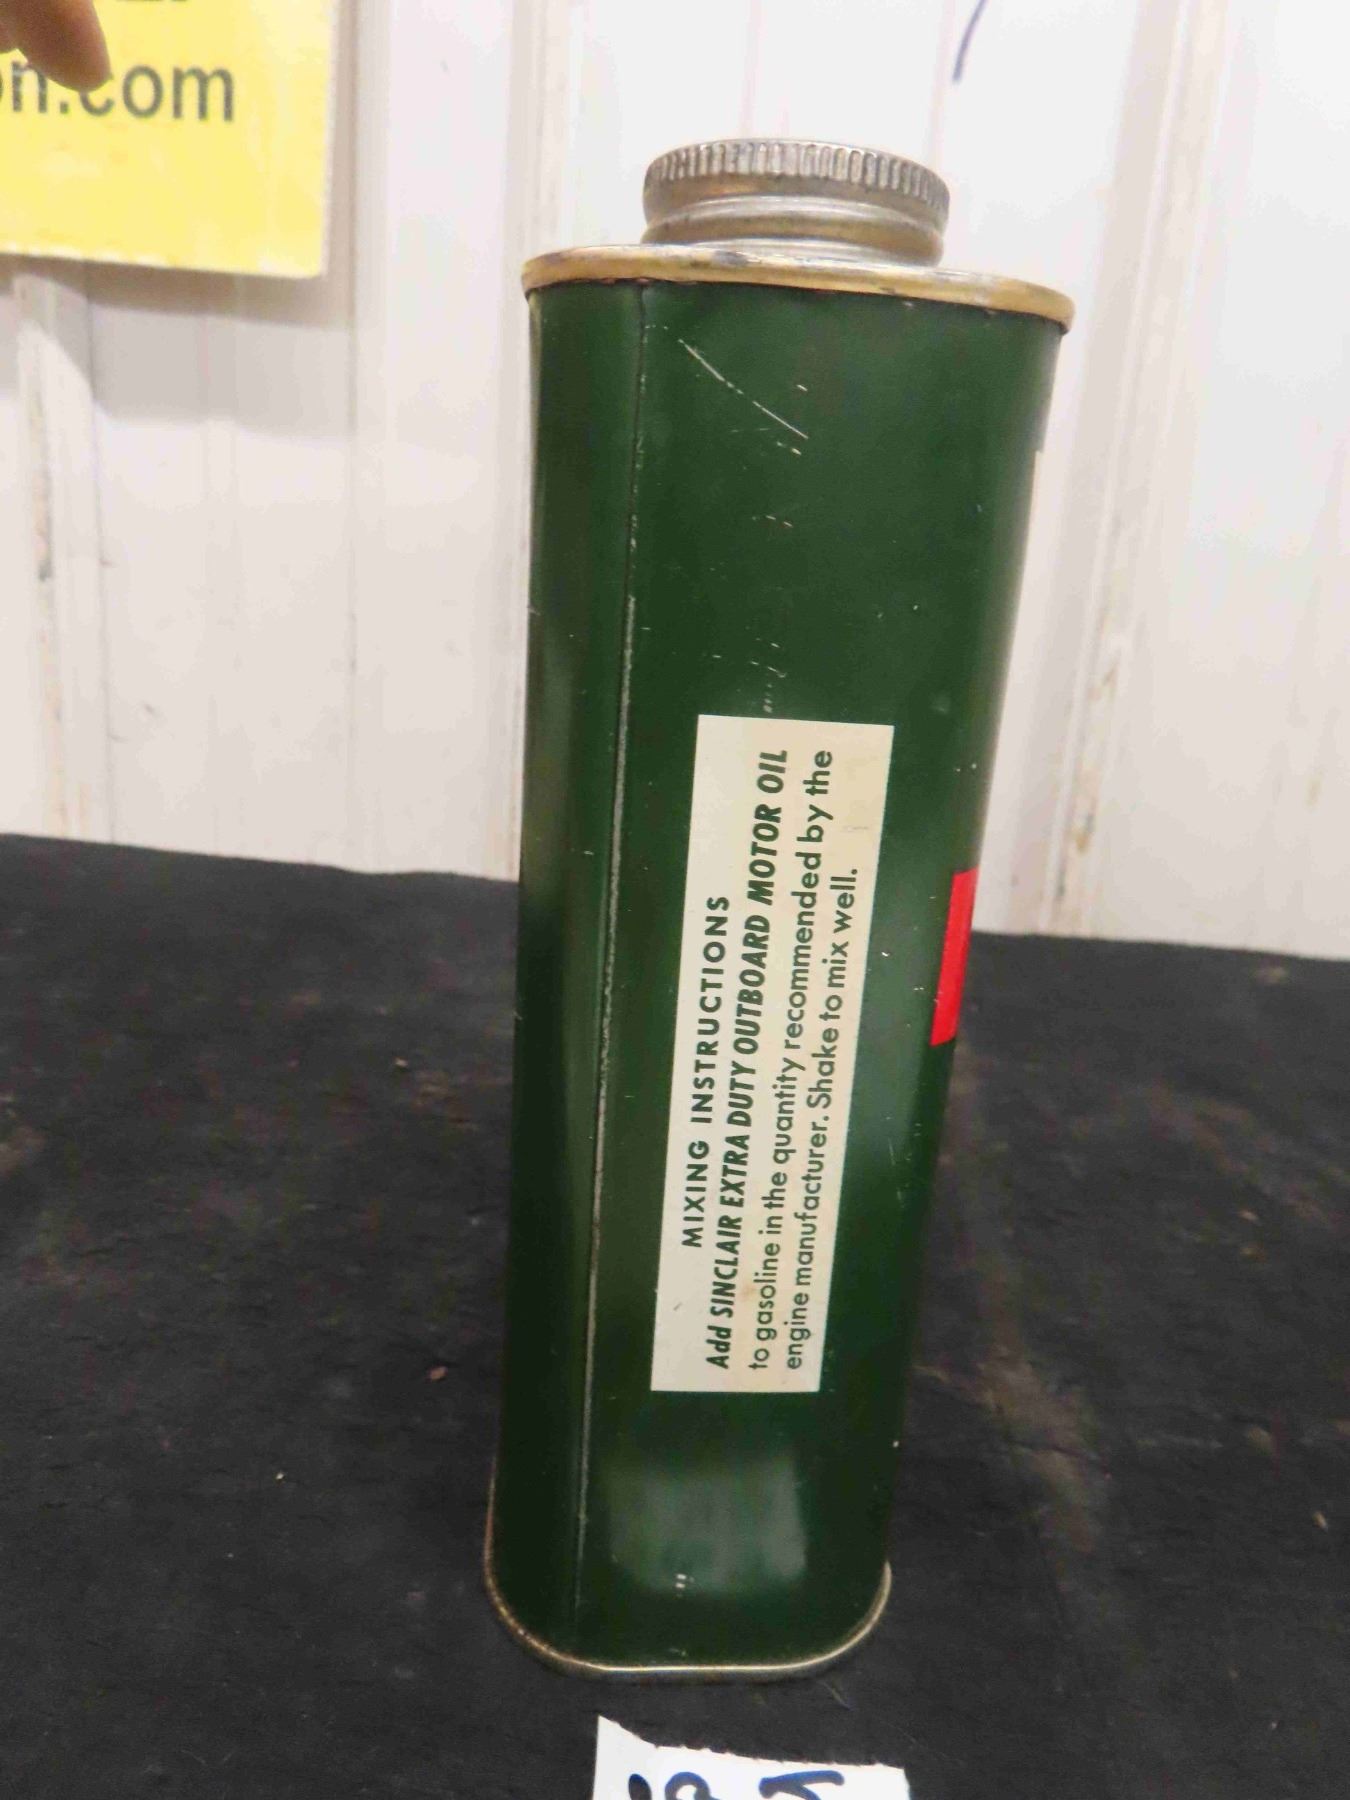 .com
MIXING INSTRUCTIONS
Add SINCLAIR EXTRA DUTY OUTBOARD MOTOR OIL
to gasoline in the quantity recommended by the
engine manufacturer. Shake to mix well.